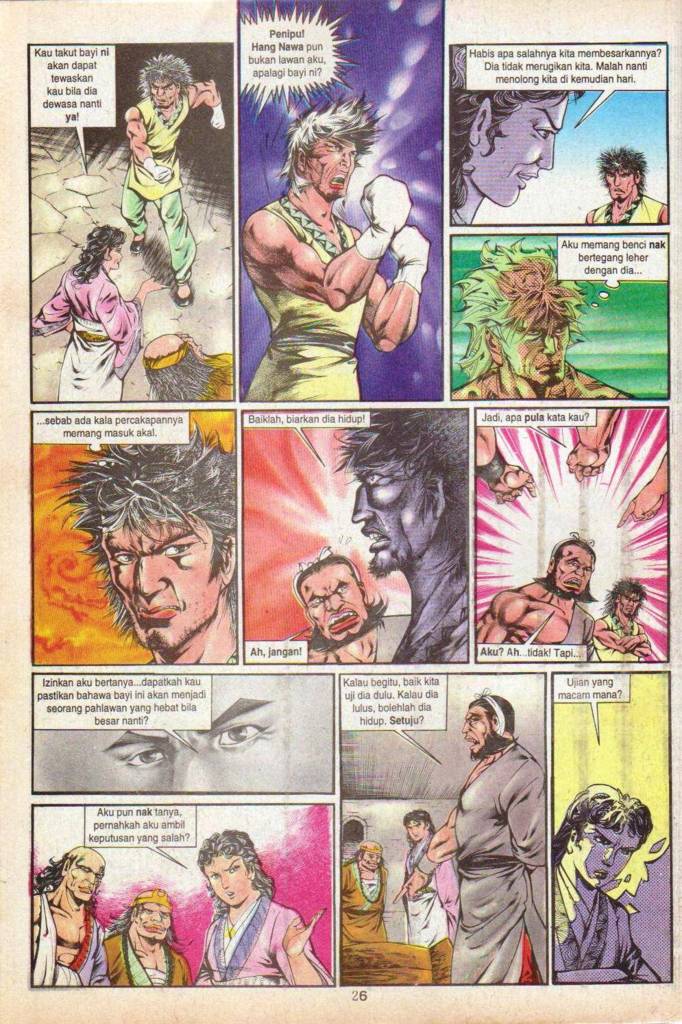 Kau takut bayi ni
akan dapat
tewaskan
kau bila dia
dewasa nanti
ya!
Penipu!
Hang Nawa pun
bukan lawan aku,
apalagi bayi ni?
Habis apa salahnya kita membesarkannya?
Dia tidak merugikan kita. Malah nanti
menolong kita di kemudian hari.
Aku memang benci nak
bertegang leher
dengan dia...
...sebab ada kala percakapannya
memang masuk akal.
Baiklah, biarkan dia hidup!
Ah, jangan!
Jadi, apa pula kata kau?
Aku? Ah...tidak! Tapi...
Izinkan aku bertanya...dapatkah kau
pastikan bahawa bayi ini akan menjadi
seorang pahlawan yang hebat bila
besar nanti?
Aku pun nak tanya,
pernahkah aku ambil
keputusan yang salah?
Kalau begitu, baik kita
uji dia dulu. Kalau dia
lulus, bolehlah dia
hidup. Setuju?
Ujian yang
macam mana?
26